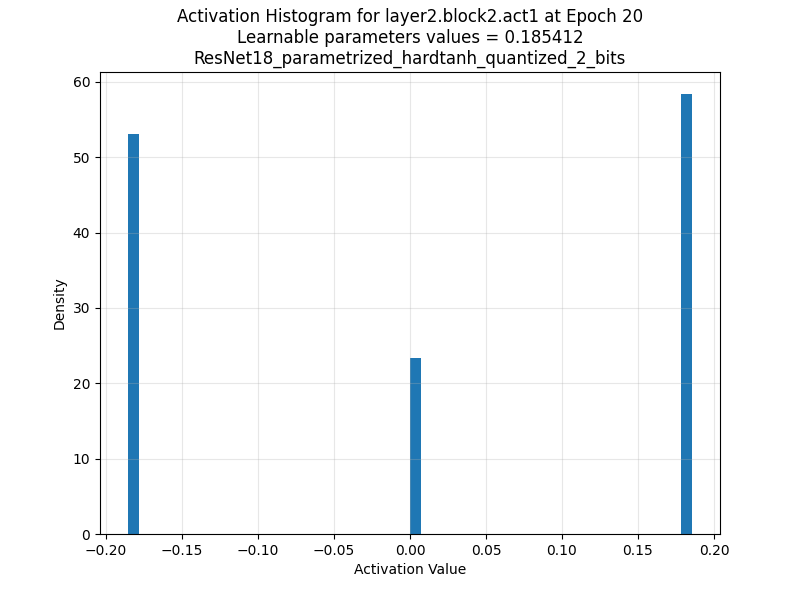 Activation Histogram for layer2.block2.act1 at Epoch 20
Learnable parameters values = 0.185412
ResNet18_parametrized_hardtanh_quantized_2_bits
60
50
40
30
20
10
0
Density
−0.20 −0.15 −0.10 −0.05 0.00 0.05 0.10 0.15 0.20
Activation Value